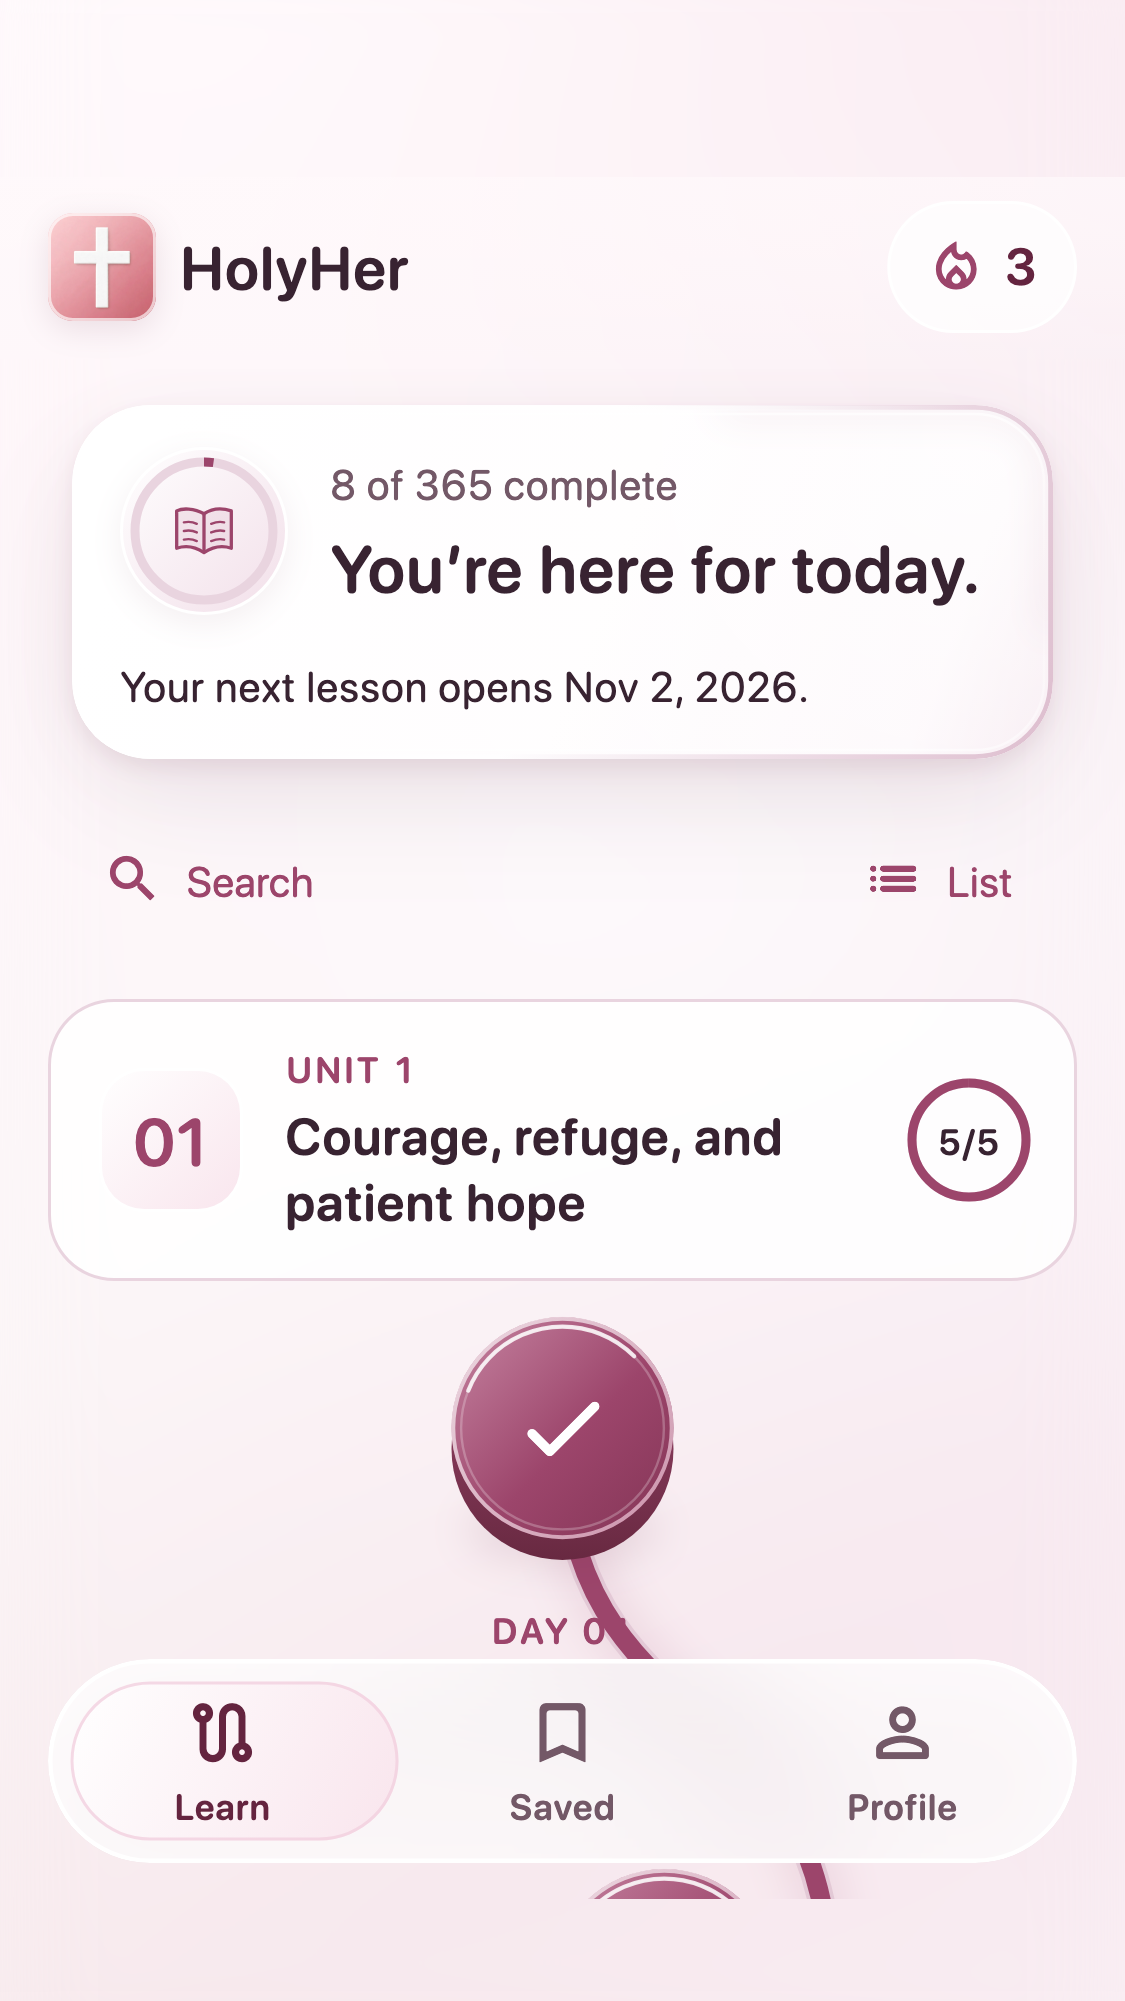 HolyHer
3
8 of 365 complete
You're here for today.
Your next lesson opens Nov 2, 2026.
Search
List
UNIT 1
01
Courage, refuge, and
patient hope
5/5
DAY
Learn
Saved
Profile